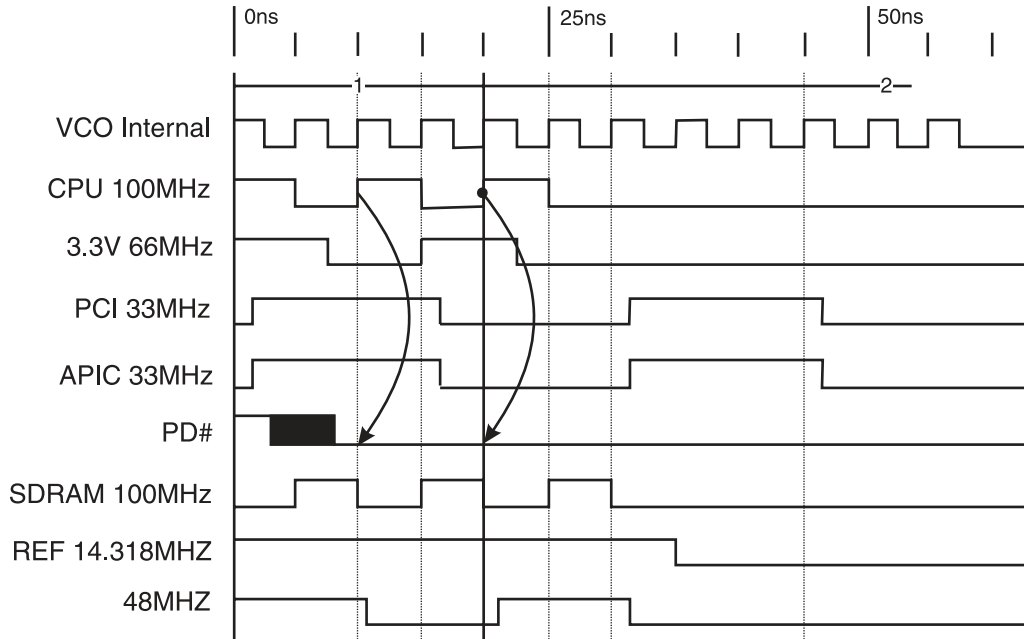 0ns 25ns 50ns
1 2
VCO Internal
CPU 100MHz
3.3V 66MHz
PCI 33MHz
APIC 33MHz
PD#
SDRAM 100MHz
REF 14.318MHZ
48MHZ